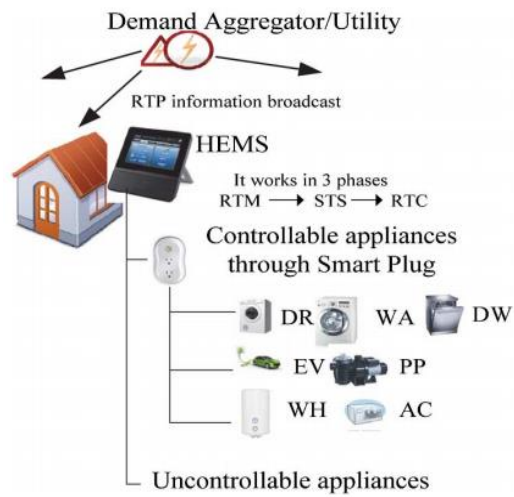 Demand Aggregator/Utility
RTP information broadcast
HEMS
It works in 3 phases
RTM → STS → RTC
Controllable appliances
through Smart Plug
DR WA DW
EV PP
WH AC
Uncontrollable appliances